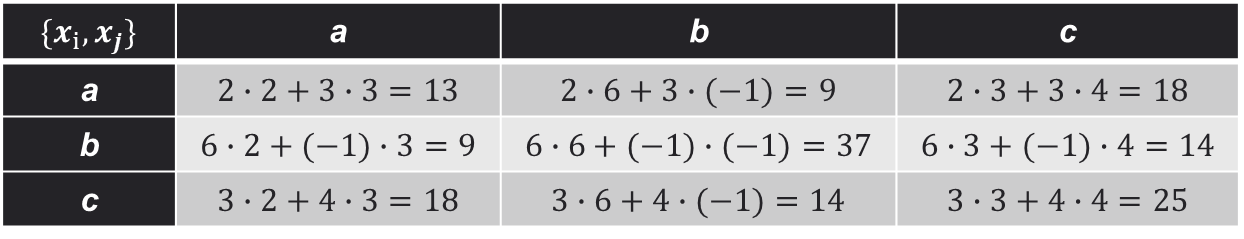 {xᵢ, xⱼ} a b c
a 2 · 2 + 3 · 3 = 13 2 · 6 + 3 · (−1) = 9 2 · 3 + 3 · 4 = 18
b 6 · 2 + (−1) · 3 = 9 6 · 6 + (−1) · (−1) = 37 6 · 3 + (−1) · 4 = 14
c 3 · 2 + 4 · 3 = 18 3 · 6 + 4 · (−1) = 14 3 · 3 + 4 · 4 = 25